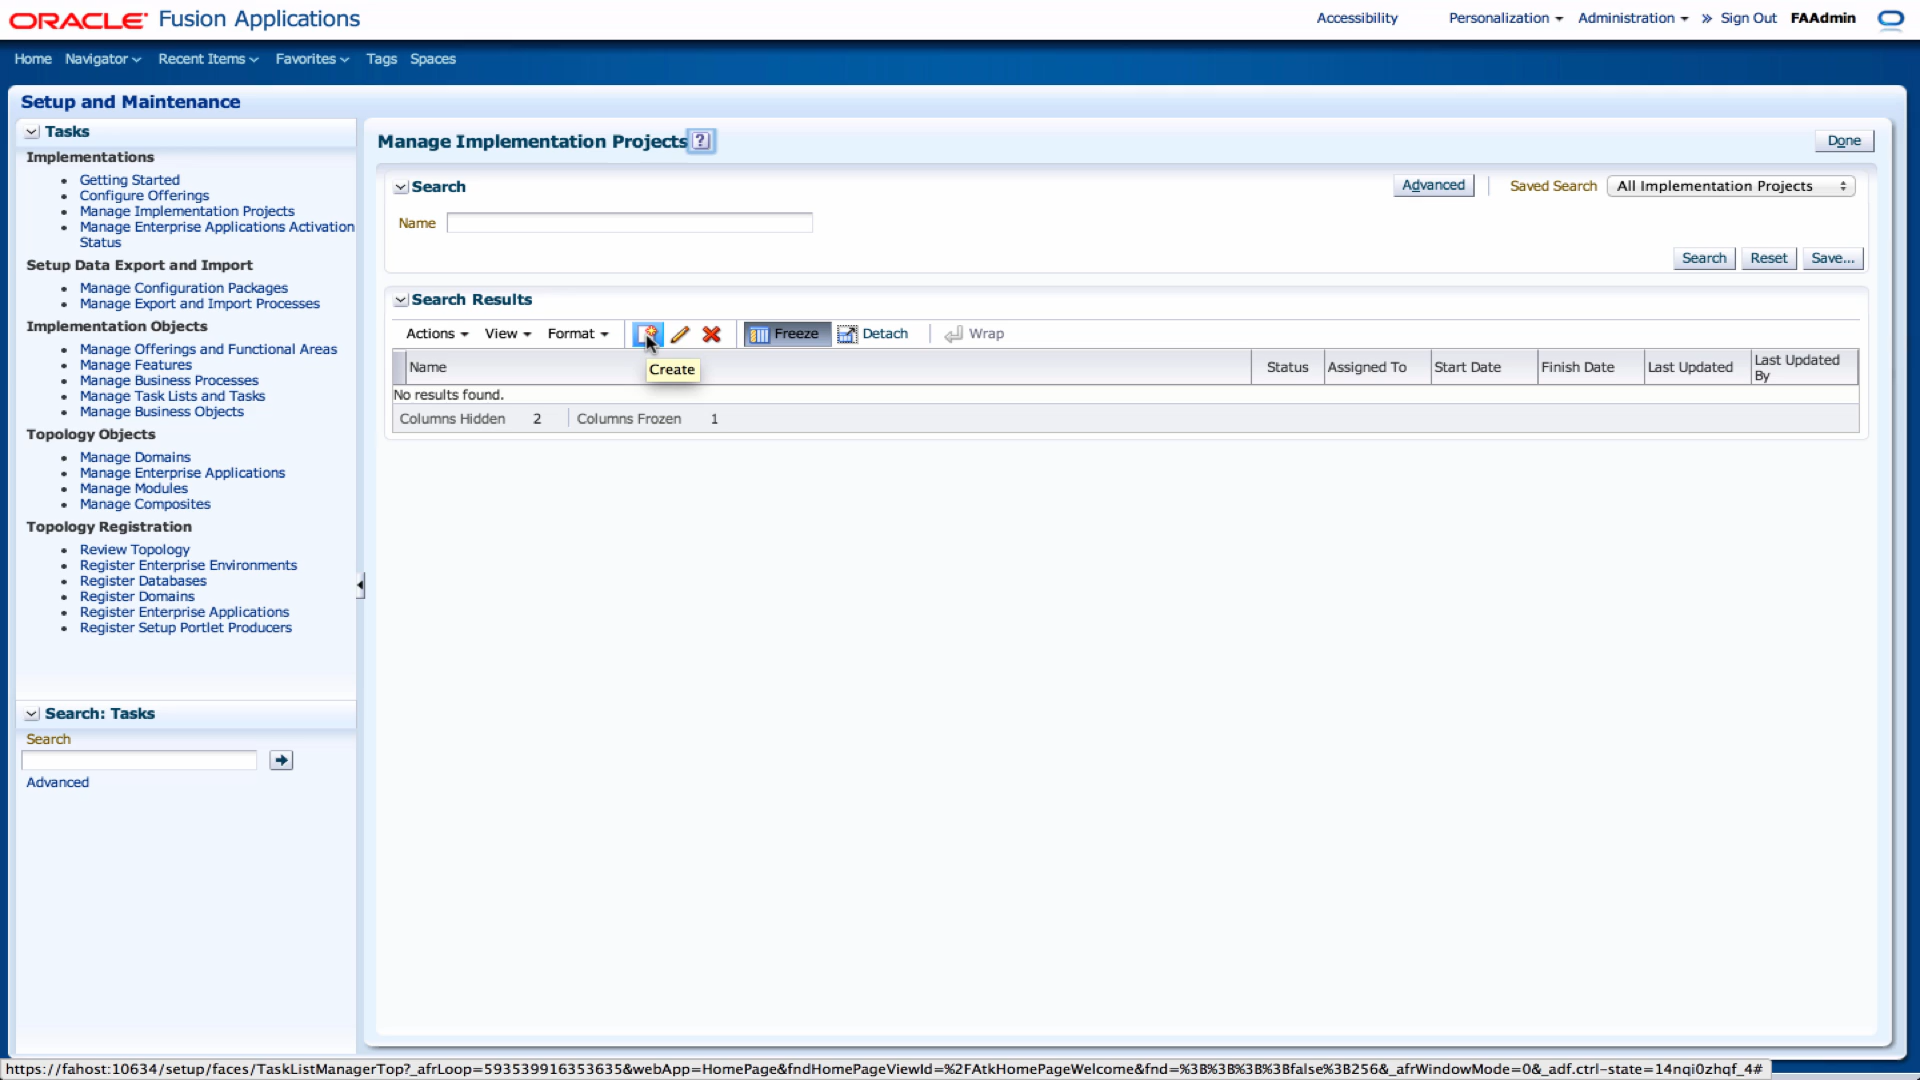 ORACLE Fusion Applications
Accessibility Personalization Administration » Sign Out FAAdmin
Home Navigator Recent Items Favorites Tags Spaces
Setup and Maintenance
Tasks
Implementations
Getting Started
Configure Offerings
Manage Implementation Projects
Manage Enterprise Applications Activation
Status
Setup Data Export and Import
Manage Configuration Packages
Manage Export and Import Processes
Implementation Objects
Manage Offerings and Functional Areas
Manage Features
Manage Business Processes
Manage Task Lists and Tasks
Manage Business Objects
Topology Objects
Manage Domains
Manage Enterprise Applications
Manage Modules
Manage Composites
Topology Registration
Review Topology
Register Enterprise Environments
Register Databases
Register Domains
Register Enterprise Applications
Register Setup Portlet Producers
Search: Tasks
Search
Advanced
Manage Implementation Projects ?
Done
Search
Advanced Saved Search All Implementation Projects
Name
Search Reset Save...
Search Results
Actions View Format Freeze Detach Wrap
Create
Name Status Assigned To Start Date Finish Date Last Updated Last Updated
By
No results found.
Columns Hidden 2 Columns Frozen 1
https://fahost:10634/setup/faces/TaskListManagerTop?_afrLoop=593539916353635&webApp=HomePage&fndHomePageViewId=%2FAtkHomePageWelcome&fnd=%3B%3B%3B%3Bfalse%3B256&_afrWindowMode=0&_adf.ctrl-state=14nqi0zhqf_4#